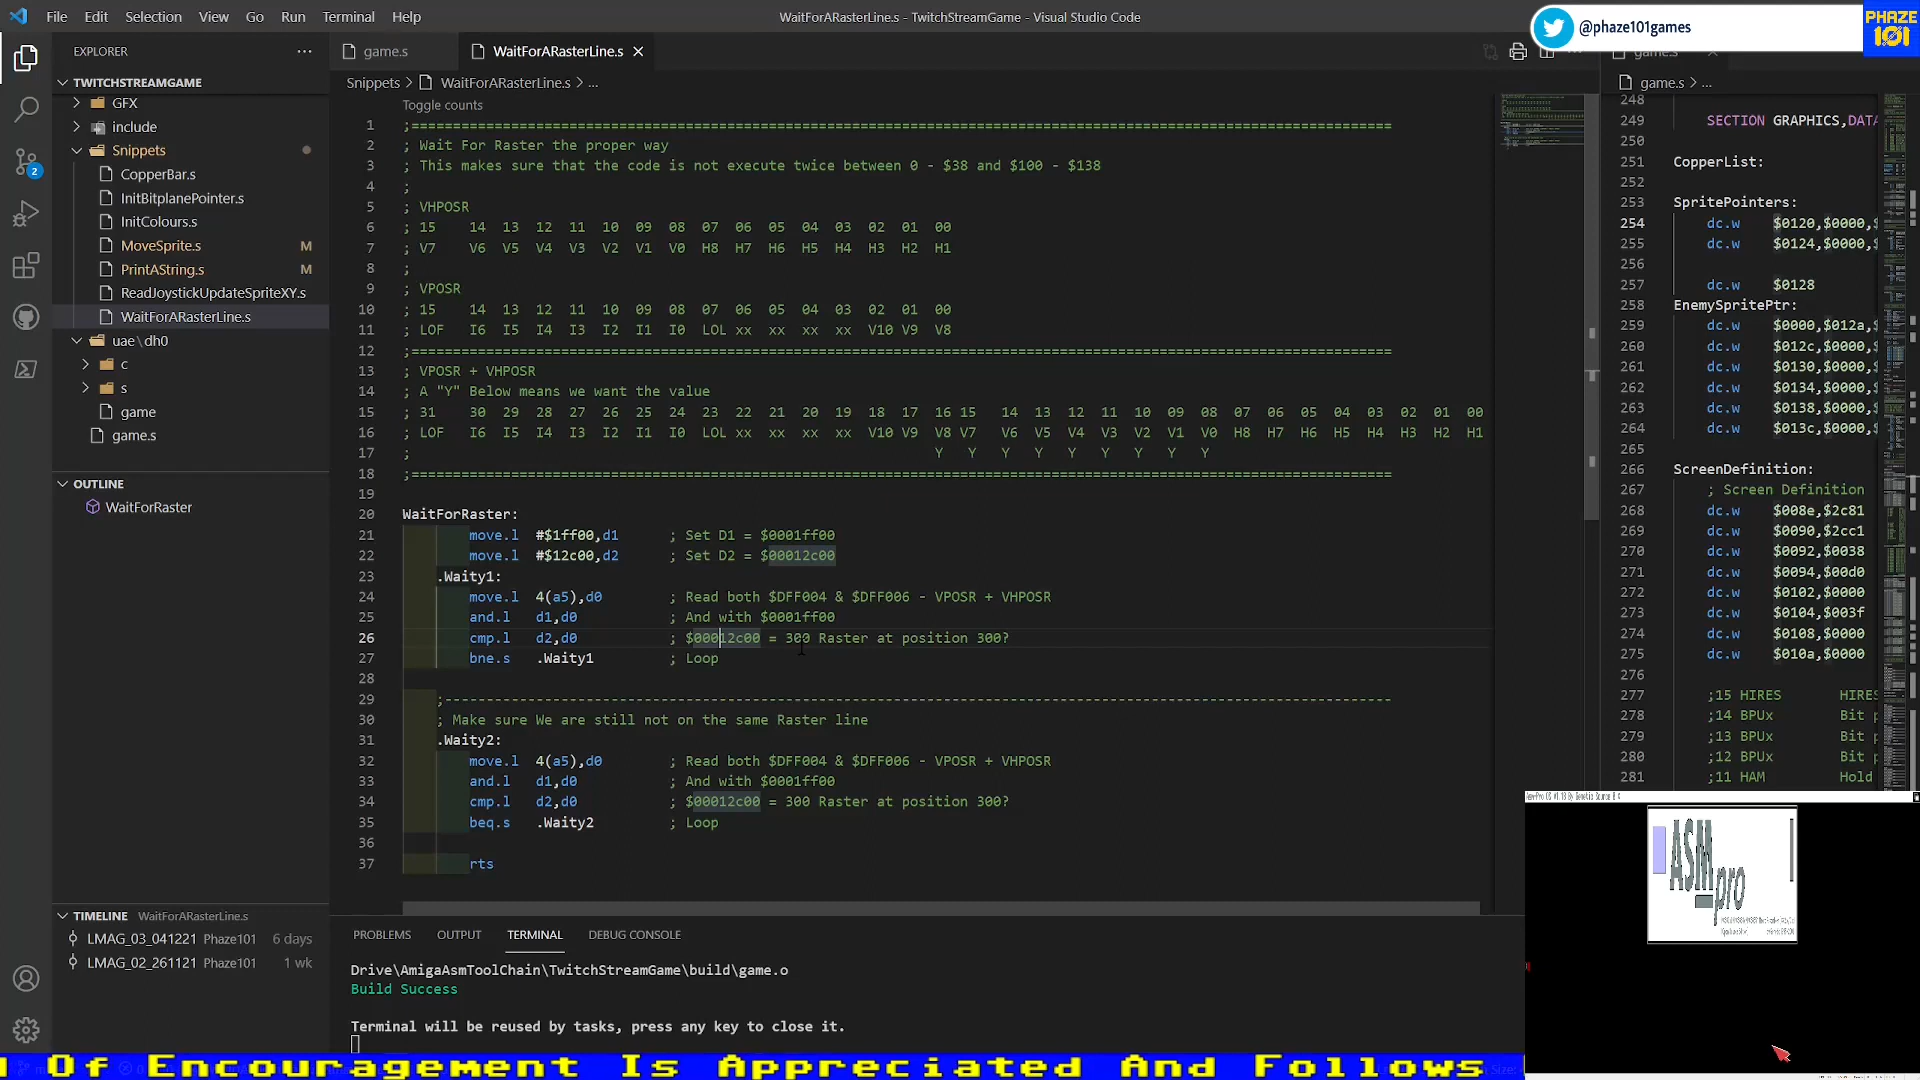 File Edit Selection View Go Run Terminal Help
WaitForARasterLine.s - TwitchStreamGame - Visual Studio Code
@phaze101games
PHAZE
101
EXPLORER
TWITCHSTREAMGAME
GFX
include
Snippets
CopperBar.s
InitBitplanePointer.s
InitColours.s
MoveSprite.s M
PrintAString.s M
ReadJoystickUpdateSpriteXY.s
WaitForARasterLine.s
uae\dh0
c
s
game
game.s
OUTLINE
WaitForRaster
TIMELINE WaitForARasterLine.s
LMAG_03_041221 Phaze101 6 days
LMAG_02_261121 Phaze101 1 wk
2
game.s WaitForARasterLine.s
Snippets > WaitForARasterLine.s > ...
Toggle counts
1 ;======================================================================================================================
2 ; Wait For Raster the proper way
3 ; This makes sure that the code is not execute twice between 0 - $38 and $100 - $138
4 ;
5 ; VHPOSR
6 ; 15 14 13 12 11 10 09 08 07 06 05 04 03 02 01 00
7 ; V7 V6 V5 V4 V3 V2 V1 V0 H8 H7 H6 H5 H4 H3 H2 H1
8 ;
9 ; VPOSR
10 ; 15 14 13 12 11 10 09 08 07 06 05 04 03 02 01 00
11 ; LOF I6 I5 I4 I3 I2 I1 I0 LOL xx xx xx xx V10 V9 V8
12 ;======================================================================================================================
13 ; VPOSR + VHPOSR
14 ; A "Y" Below means we want the value
15 ; 31 30 29 28 27 26 25 24 23 22 21 20 19 18 17 16 15 14 13 12 11 10 09 08 07 06 05 04 03 02 01 00
16 ; LOF I6 I5 I4 I3 I2 I1 I0 LOL xx xx xx xx V10 V9 V8 V7 V6 V5 V4 V3 V2 V1 V0 H8 H7 H6 H5 H4 H3 H2 H1
17 ; Y Y Y Y Y Y Y Y Y
18 ;======================================================================================================================
19
20 WaitForRaster:
21 move.l #$1ff00,d1 ; Set D1 = $0001ff00
22 move.l #$12c00,d2 ; Set D2 = $00012c00
23 .Waity1:
24 move.l 4(a5),d0 ; Read both $DFF004 & $DFF006 - VPOSR + VHPOSR
25 and.l d1,d0 ; And with $0001ff00
26 cmp.l d2,d0 ; $00012c00 = 300 Raster at position 300?
27 bne.s .Waity1 ; Loop
28
29 ;------------------------------------------------------------------------------------------------------------------
30 ; Make sure We are still not on the same Raster line
31 .Waity2:
32 move.l 4(a5),d0 ; Read both $DFF004 & $DFF006 - VPOSR + VHPOSR
33 and.l d1,d0 ; And with $0001ff00
34 cmp.l d2,d0 ; $00012c00 = 300 Raster at position 300?
35 beq.s .Waity2 ; Loop
36
37 rts
PROBLEMS OUTPUT TERMINAL DEBUG CONSOLE
Drive\AmigaAsmToolChain\TwitchStreamGame\build\game.o
Build Success
Terminal will be reused by tasks, press any key to close it.
game.s > ...
248
249 SECTION GRAPHICS,DATA
250
251 CopperList:
252
253 SpritePointers:
254 dc.w $0120,$0000,$
255 dc.w $0124,$0000,$
256
257 dc.w $0128
258 EnemySpritePtr:
259 dc.w $0000,$012a,$
260 dc.w $012c,$0000,$
261 dc.w $0130,$0000,$
262 dc.w $0134,$0000,$
263 dc.w $0138,$0000,$
264 dc.w $013c,$0000,$
265
266 ScreenDefinition:
267 ; Screen Definition
268 dc.w $008e,$2c81
269 dc.w $0090,$2cc1
270 dc.w $0092,$0038
271 dc.w $0094,$00d0
272 dc.w $0102,$0000
273 dc.w $0104,$003f
274 dc.w $0108,$0000
275 dc.w $010a,$0000
276
277 ;15 HIRES HIRES
278 ;14 BPUx Bit p
279 ;13 BPUx Bit p
280 ;12 BPUx Bit p
281 ;11 HAM Hold
ASM
pro
Of Encouragement Is Appreciated And Follows